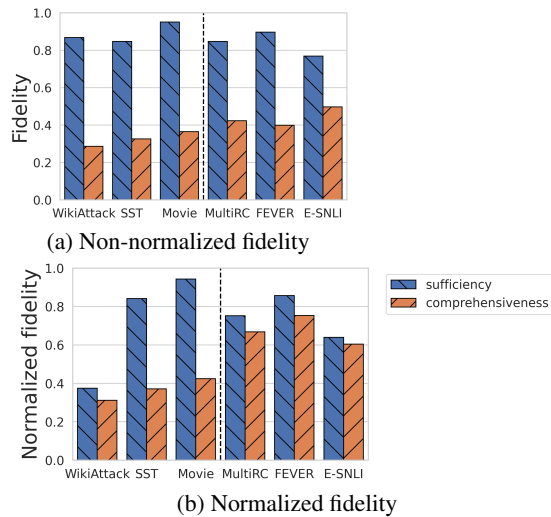 1.0
0.8
0.6
0.4
0.2
0.0
Fidelity
WikiAttack SST Movie MultiRC FEVER E-SNLI
(a) Non-normalized fidelity
1.0
0.8
0.6
0.4
0.2
0.0
Normalized fidelity
WikiAttack SST Movie MultiRC FEVER E-SNLI
sufficiency
comprehensiveness
(b) Normalized fidelity